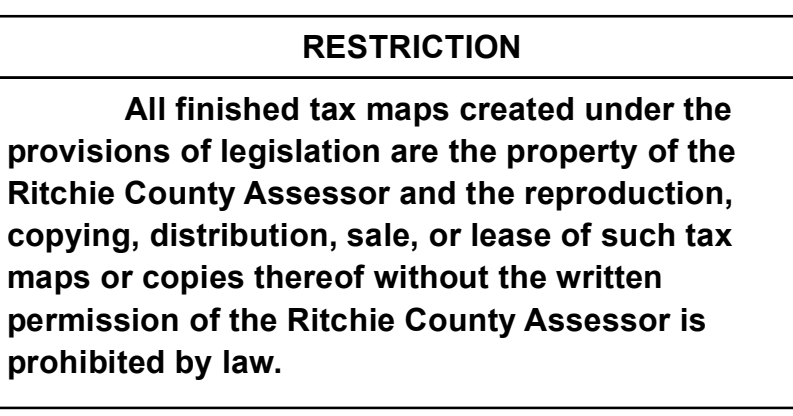 RESTRICTION
All finished tax maps created under the
provisions of legislation are the property of the
Ritchie County Assessor and the reproduction,
copying, distribution, sale, or lease of such tax
maps or copies thereof without the written
permission of the Ritchie County Assessor is
prohibited by law.